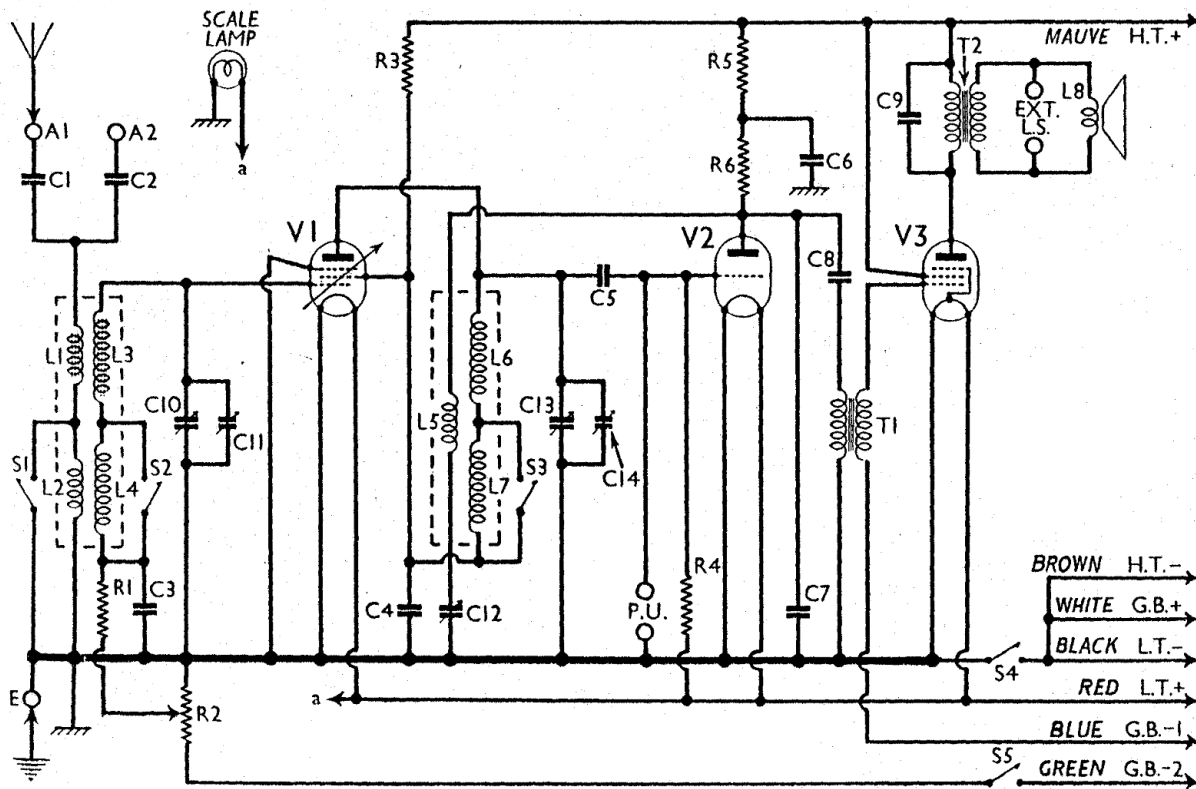 SCALE
LAMP
a
A1
A2
C1
C2
L1
L2
L3
L4
S1
S2
R1
C3
E
R2
C10
C11
V1
R3
L5
L6
L7
S3
C4
C12
C13
C14
C5
P.U.
R4
V2
R5
R6
C6
C7
C8
T1
V3
C9
T2
EXT.
L.S.
L8
MAUVE H.T.+
BROWN H.T.-
WHITE G.B.+
BLACK L.T.-
S4
a
RED L.T.+
BLUE G.B.-1
S5
GREEN G.B.-2